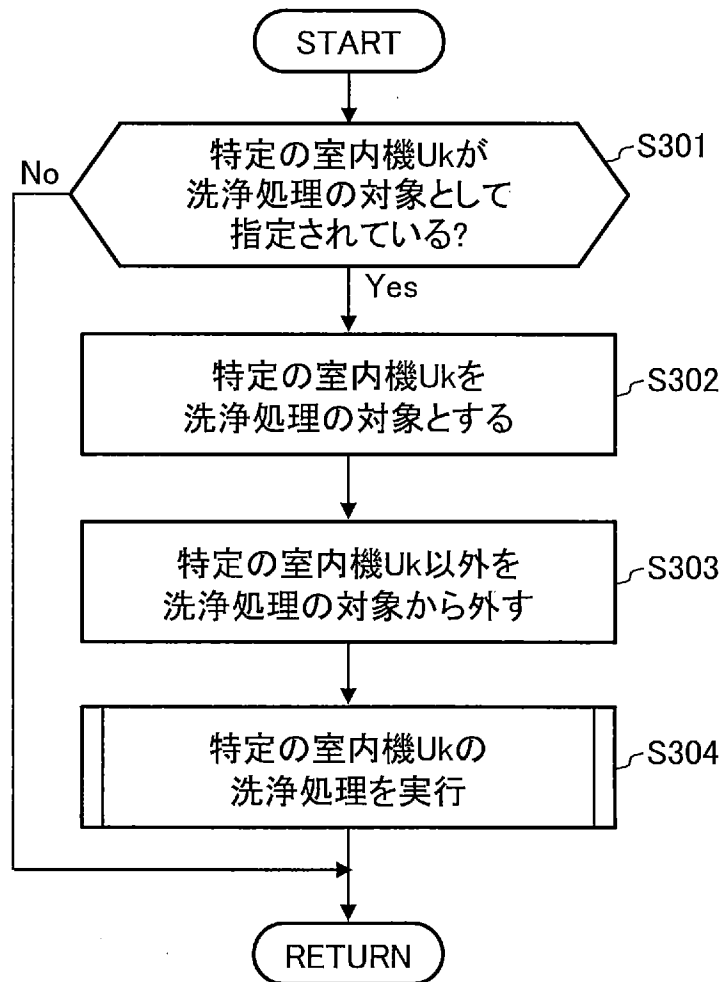 START
特定の室内機Ukが
洗浄処理の対象として
指定されている?
S301
No
Yes
特定の室内機Ukを
洗浄処理の対象とする
S302
特定の室内機Uk以外を
洗浄処理の対象から外す
S303
特定の室内機Ukの
洗浄処理を実行
S304
RETURN